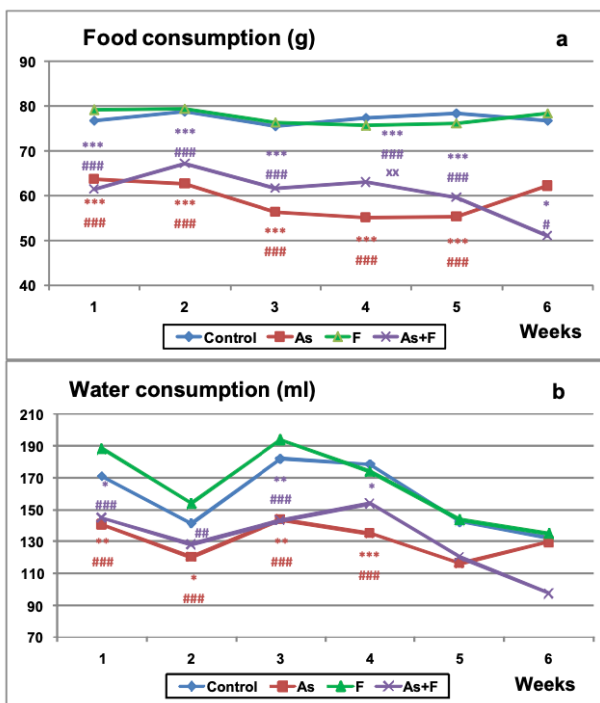 Food consumption (g) a
90
80
70
60
50
40
*** *** *** *** ***
### ### ### ### ###
xx
*** *** *** *** ***
### ### ### ### ###
*
#
1 2 3 4 5 6
Weeks
Control As F As+F
Water consumption (ml) b
210
190
170
150
130
110
90
70
* ** *
### ## ###
** * ** ***
### ### ### ###
1 2 3 4 5 6
Weeks
Control As F As+F